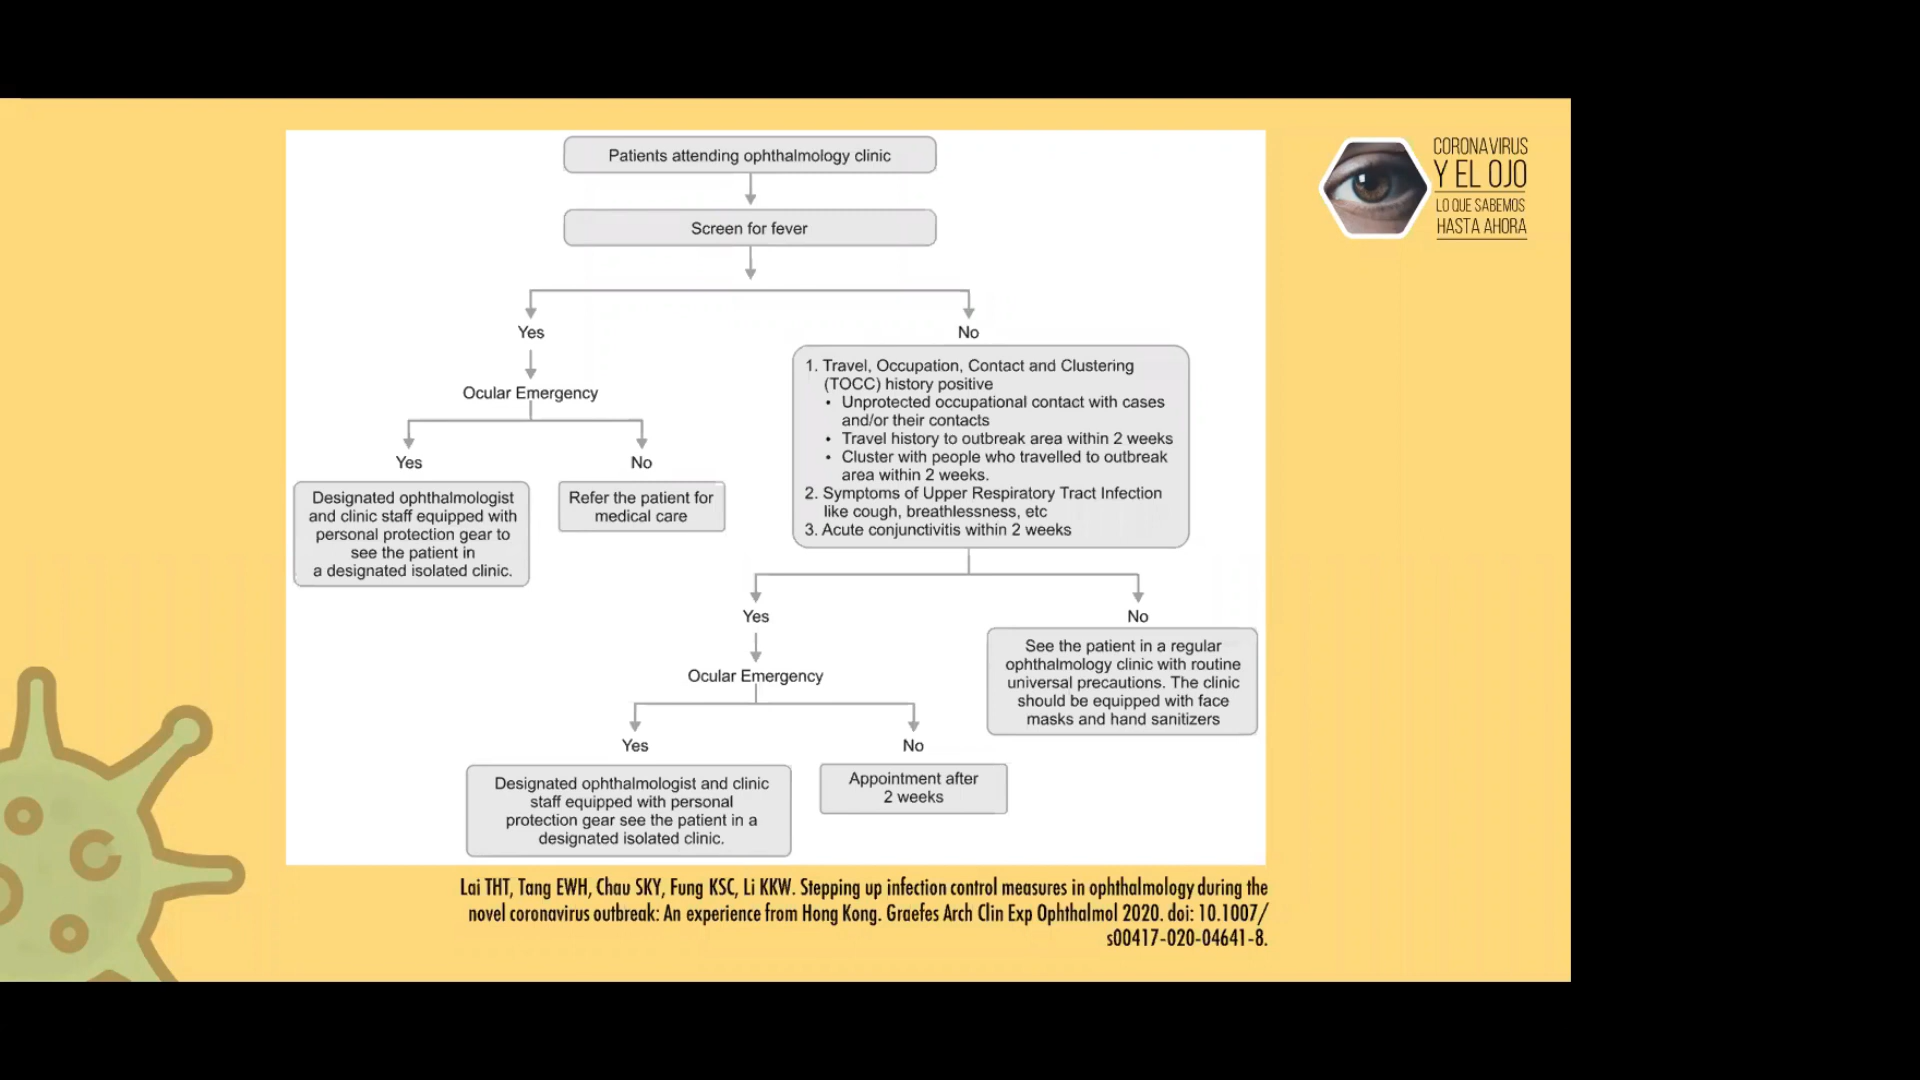 Patients attending ophthalmology clinic
Screen for fever
Yes
No
Ocular Emergency
Yes
No
Designated ophthalmologist
and clinic staff equipped with
personal protection gear to
see the patient in
a designated isolated clinic.
Refer the patient for
medical care
1. Travel, Occupation, Contact and Clustering
(TOCC) history positive
• Unprotected occupational contact with cases
and/or their contacts
• Travel history to outbreak area within 2 weeks
• Cluster with people who travelled to outbreak
area within 2 weeks.
2. Symptoms of Upper Respiratory Tract Infection
like cough, breathlessness, etc
3. Acute conjunctivitis within 2 weeks
Yes
No
Ocular Emergency
See the patient in a regular
ophthalmology clinic with routine
universal precautions. The clinic
should be equipped with face
masks and hand sanitizers
Yes
No
Designated ophthalmologist and clinic
staff equipped with personal
protection gear see the patient in a
designated isolated clinic.
Appointment after
2 weeks
Lai THT, Tang EWH, Chau SKY, Fung KSC, Li KKW. Stepping up infection control measures in ophthalmology during the
novel coronavirus outbreak: An experience from Hong Kong. Graefes Arch Clin Exp Ophthalmol 2020. doi: 10.1007/
s00417-020-04641-8.
CORONAVIRUS
Y EL OJO
LO QUE SABEMOS
HASTA AHORA